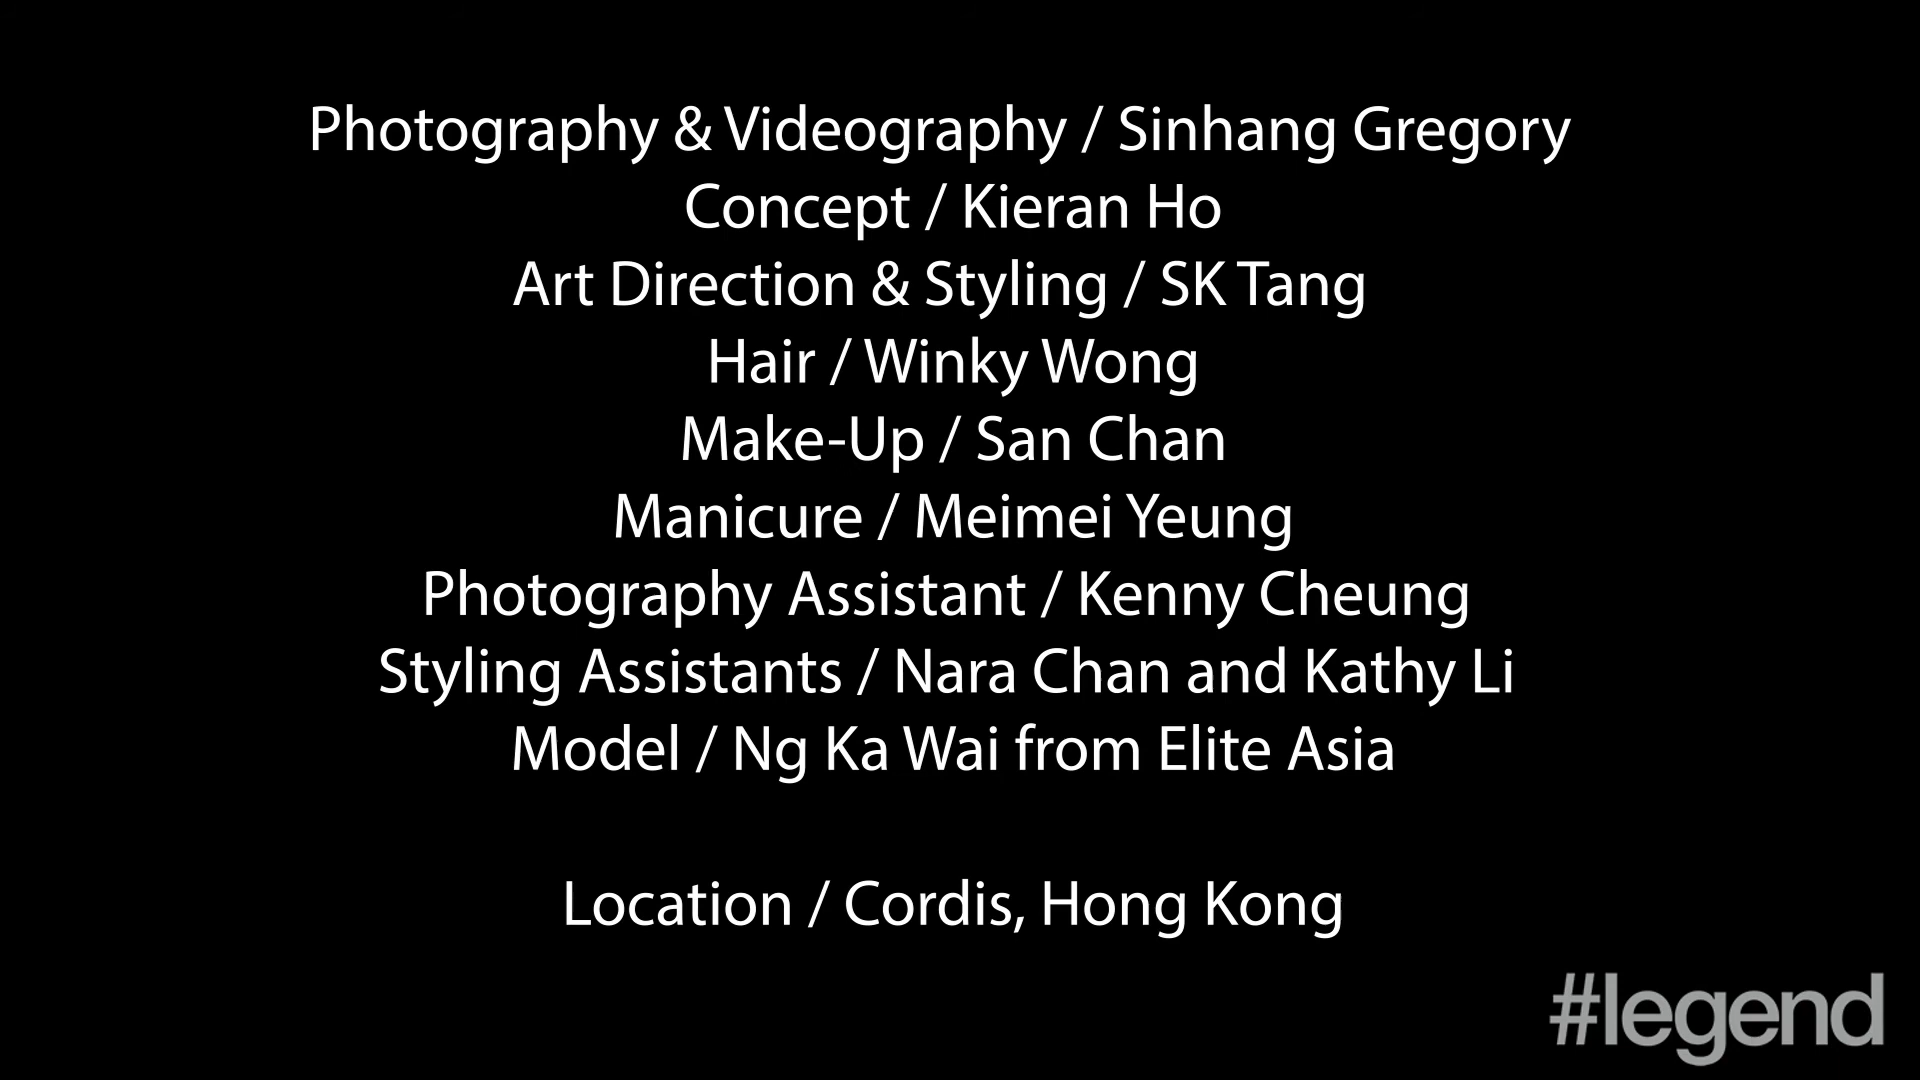 Photography & Videography / Sinhang Gregory
Concept / Kieran Ho
Art Direction & Styling / SK Tang
Hair / Winky Wong
Make-Up / San Chan
Manicure / Meimei Yeung
Photography Assistant / Kenny Cheung
Styling Assistants / Nara Chan and Kathy Li
Model / Ng Ka Wai from Elite Asia
Location / Cordis, Hong Kong
#legend